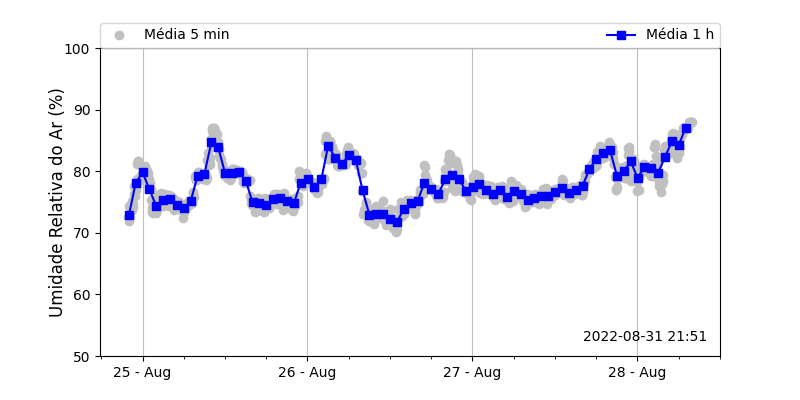 Média 5 min
Média 1 h
Umidade Relativa do Ar (%)
100
90
80
70
60
50
25 - Aug
26 - Aug
27 - Aug
28 - Aug
2022-08-31 21:51